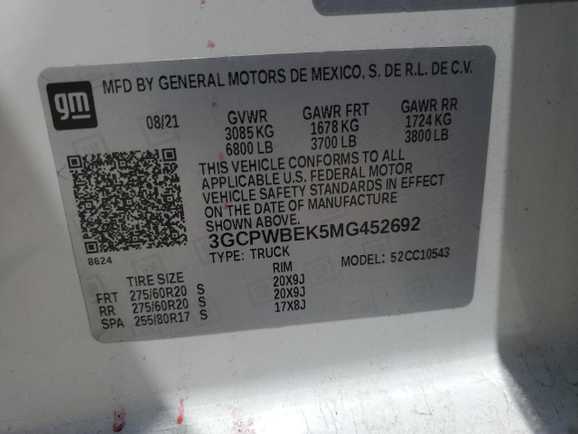 gm
MFD BY GENERAL MOTORS DE MEXICO, S. DE R.L. DE C.V.
08/21 GVWR GAWR FRT GAWR RR
3085 KG 1678 KG 1724 KG
6800 LB 3700 LB 3800 LB
THIS VEHICLE CONFORMS TO ALL
APPLICABLE U.S. FEDERAL MOTOR
VEHICLE SAFETY STANDARDS IN EFFECT
ON THE DATE OF MANUFACTURE
SHOWN ABOVE.
3GCPWBEK5MG452692
8624
TYPE: TRUCK MODEL: 52CC10543
TIRE SIZE RIM
FRT 275/60R20 S 20X9J
RR 275/60R20 S 20X9J
SPA 255/80R17 S 17X8J